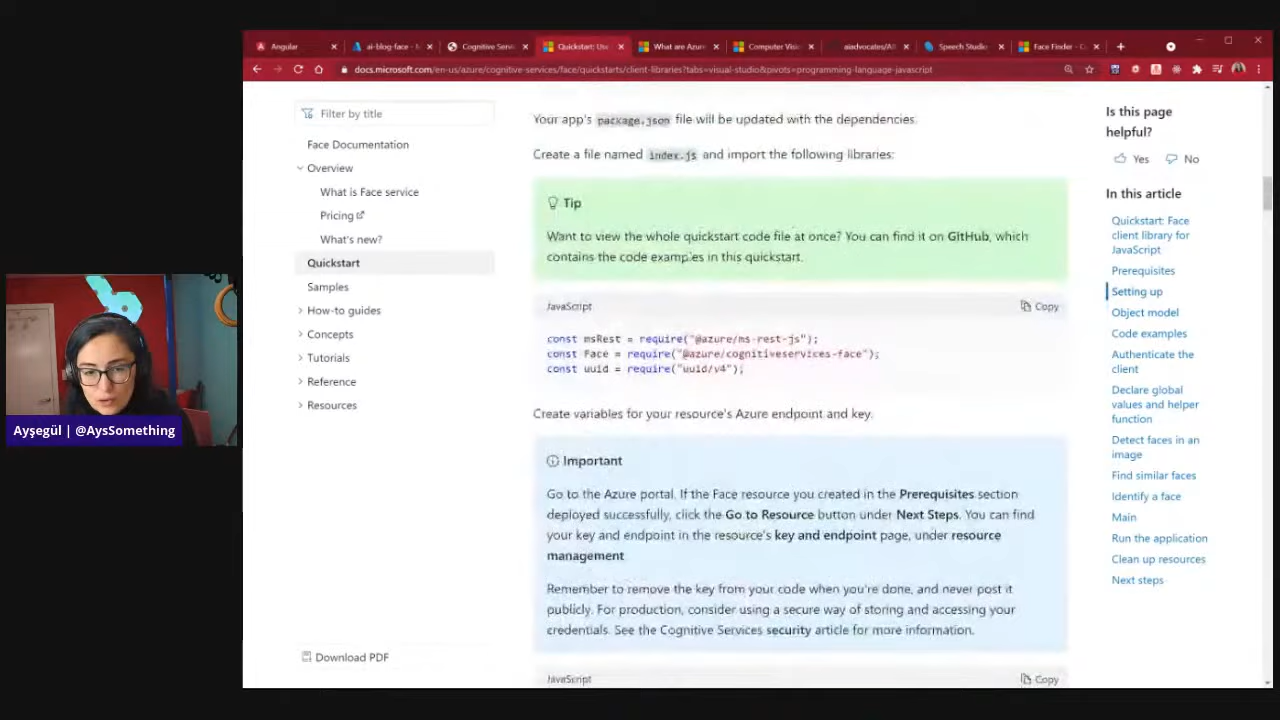 Angular
ai-blog-face - M
Cognitive Servi
Quickstart: Use
What are Azure
Computer Visi
aiadvocates/AI
Speech Studio
Face Finder - C
docs.microsoft.com/en-us/azure/cognitive-services/face/quickstarts/client-libraries?tabs=visual-studio&pivots=programming-language-javascript
Filter by title
Face Documentation
Overview
What is Face service
Pricing
What's new?
Quickstart
Samples
How-to guides
Concepts
Tutorials
Reference
Resources
Download PDF
Your app's package.json file will be updated with the dependencies.
Create a file named index.js and import the following libraries:
Tip
Want to view the whole quickstart code file at once? You can find it on GitHub, which
contains the code examples in this quickstart.
JavaScript
Copy
const msRest = require("@azure/ms-rest-js");
const Face = require("@azure/cognitiveservices-face");
const uuid = require("uuid/v4");
Create variables for your resource's Azure endpoint and key.
Important
Go to the Azure portal. If the Face resource you created in the Prerequisites section
deployed successfully, click the Go to Resource button under Next Steps. You can find
your key and endpoint in the resource's key and endpoint page, under resource
management
Remember to remove the key from your code when you're done, and never post it
publicly. For production, consider using a secure way of storing and accessing your
credentials. See the Cognitive Services security article for more information.
JavaScript
Copy
Is this page
helpful?
Yes
No
In this article
Quickstart: Face
client library for
JavaScript
Prerequisites
Setting up
Object model
Code examples
Authenticate the
client
Declare global
values and helper
function
Detect faces in an
image
Find similar faces
Identify a face
Main
Run the application
Clean up resources
Next steps
Ayşegül | @AysSomething